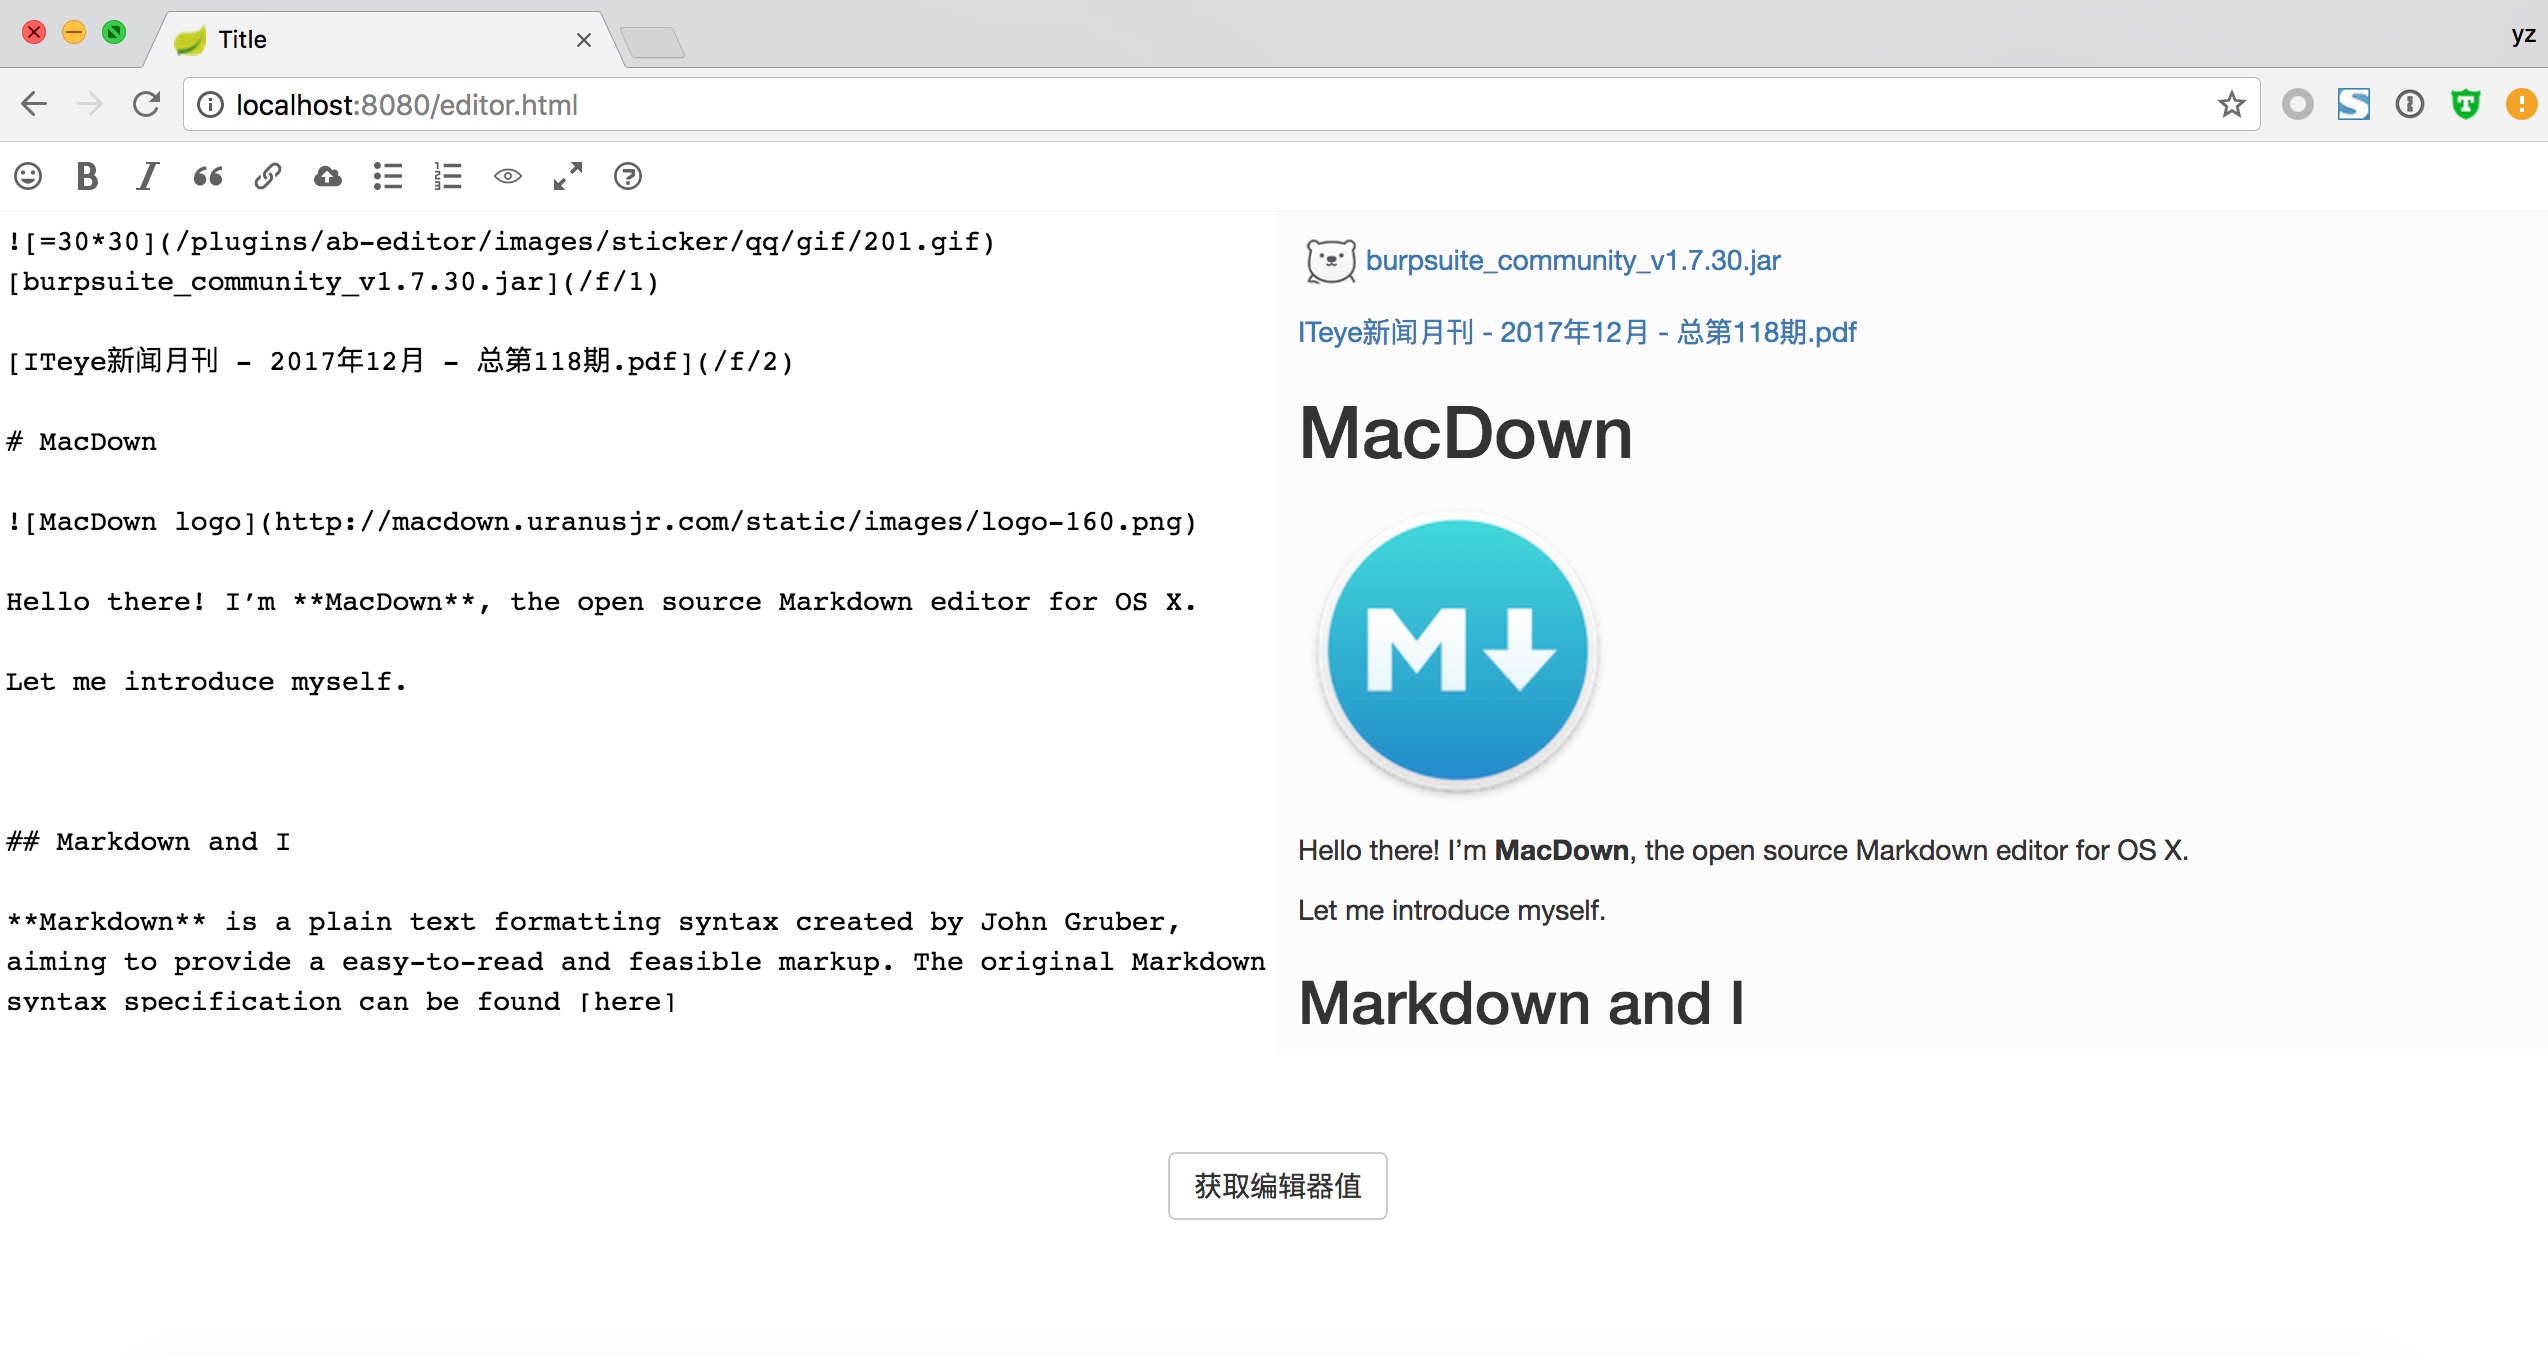 Title
yz
localhost:8080/editor.html
![=30*30](/plugins/ab-editor/images/sticker/qq/gif/201.gif)
[burpsuite_community_v1.7.30.jar](/f/1)
[ITeye新闻月刊 - 2017年12月 - 总第118期.pdf](/f/2)
# MacDown
![MacDown logo](http://macdown.uranusjr.com/static/images/logo-160.png)
Hello there! I’m **MacDown**, the open source Markdown editor for OS X.
Let me introduce myself.
## Markdown and I
**Markdown** is a plain text formatting syntax created by John Gruber,
aiming to provide a easy-to-read and feasible markup. The original Markdown
syntax specification can be found [here]
burpsuite_community_v1.7.30.jar
ITeye新闻月刊 - 2017年12月 - 总第118期.pdf
MacDown
M
Hello there! I’m MacDown, the open source Markdown editor for OS X.
Let me introduce myself.
Markdown and I
获取编辑器值